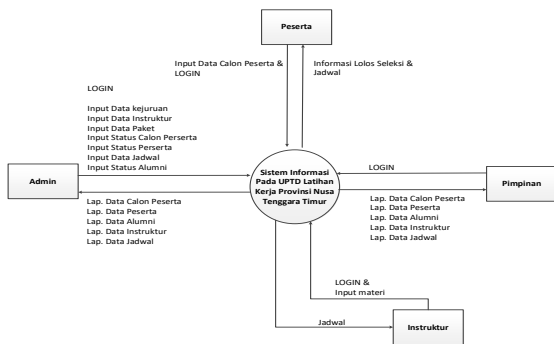 Peserta
Input Data Calon Peserta &
LOGIN
Informasi Lolos Seleksi &
Jadwal
LOGIN
Input Data kejuruan
Input Data Instruktur
Input Data Paket
Input Status Calon Perserta
Input Status Perserta
Input Data Jadwal
Input Status Alumni
Admin
Sistem Informasi
Pada UPTD Latihan
Kerja Provinsi Nusa
Tenggara Timur
LOGIN
Pimpinan
Lap. Data Calon Peserta
Lap. Data Peserta
Lap. Data Alumni
Lap. Data Instruktur
Lap. Data Jadwal
Lap. Data Calon Peserta
Lap. Data Peserta
Lap. Data Alumni
Lap. Data Instruktur
Lap. Data Jadwal
LOGIN &
Input materi
Jadwal
Instruktur